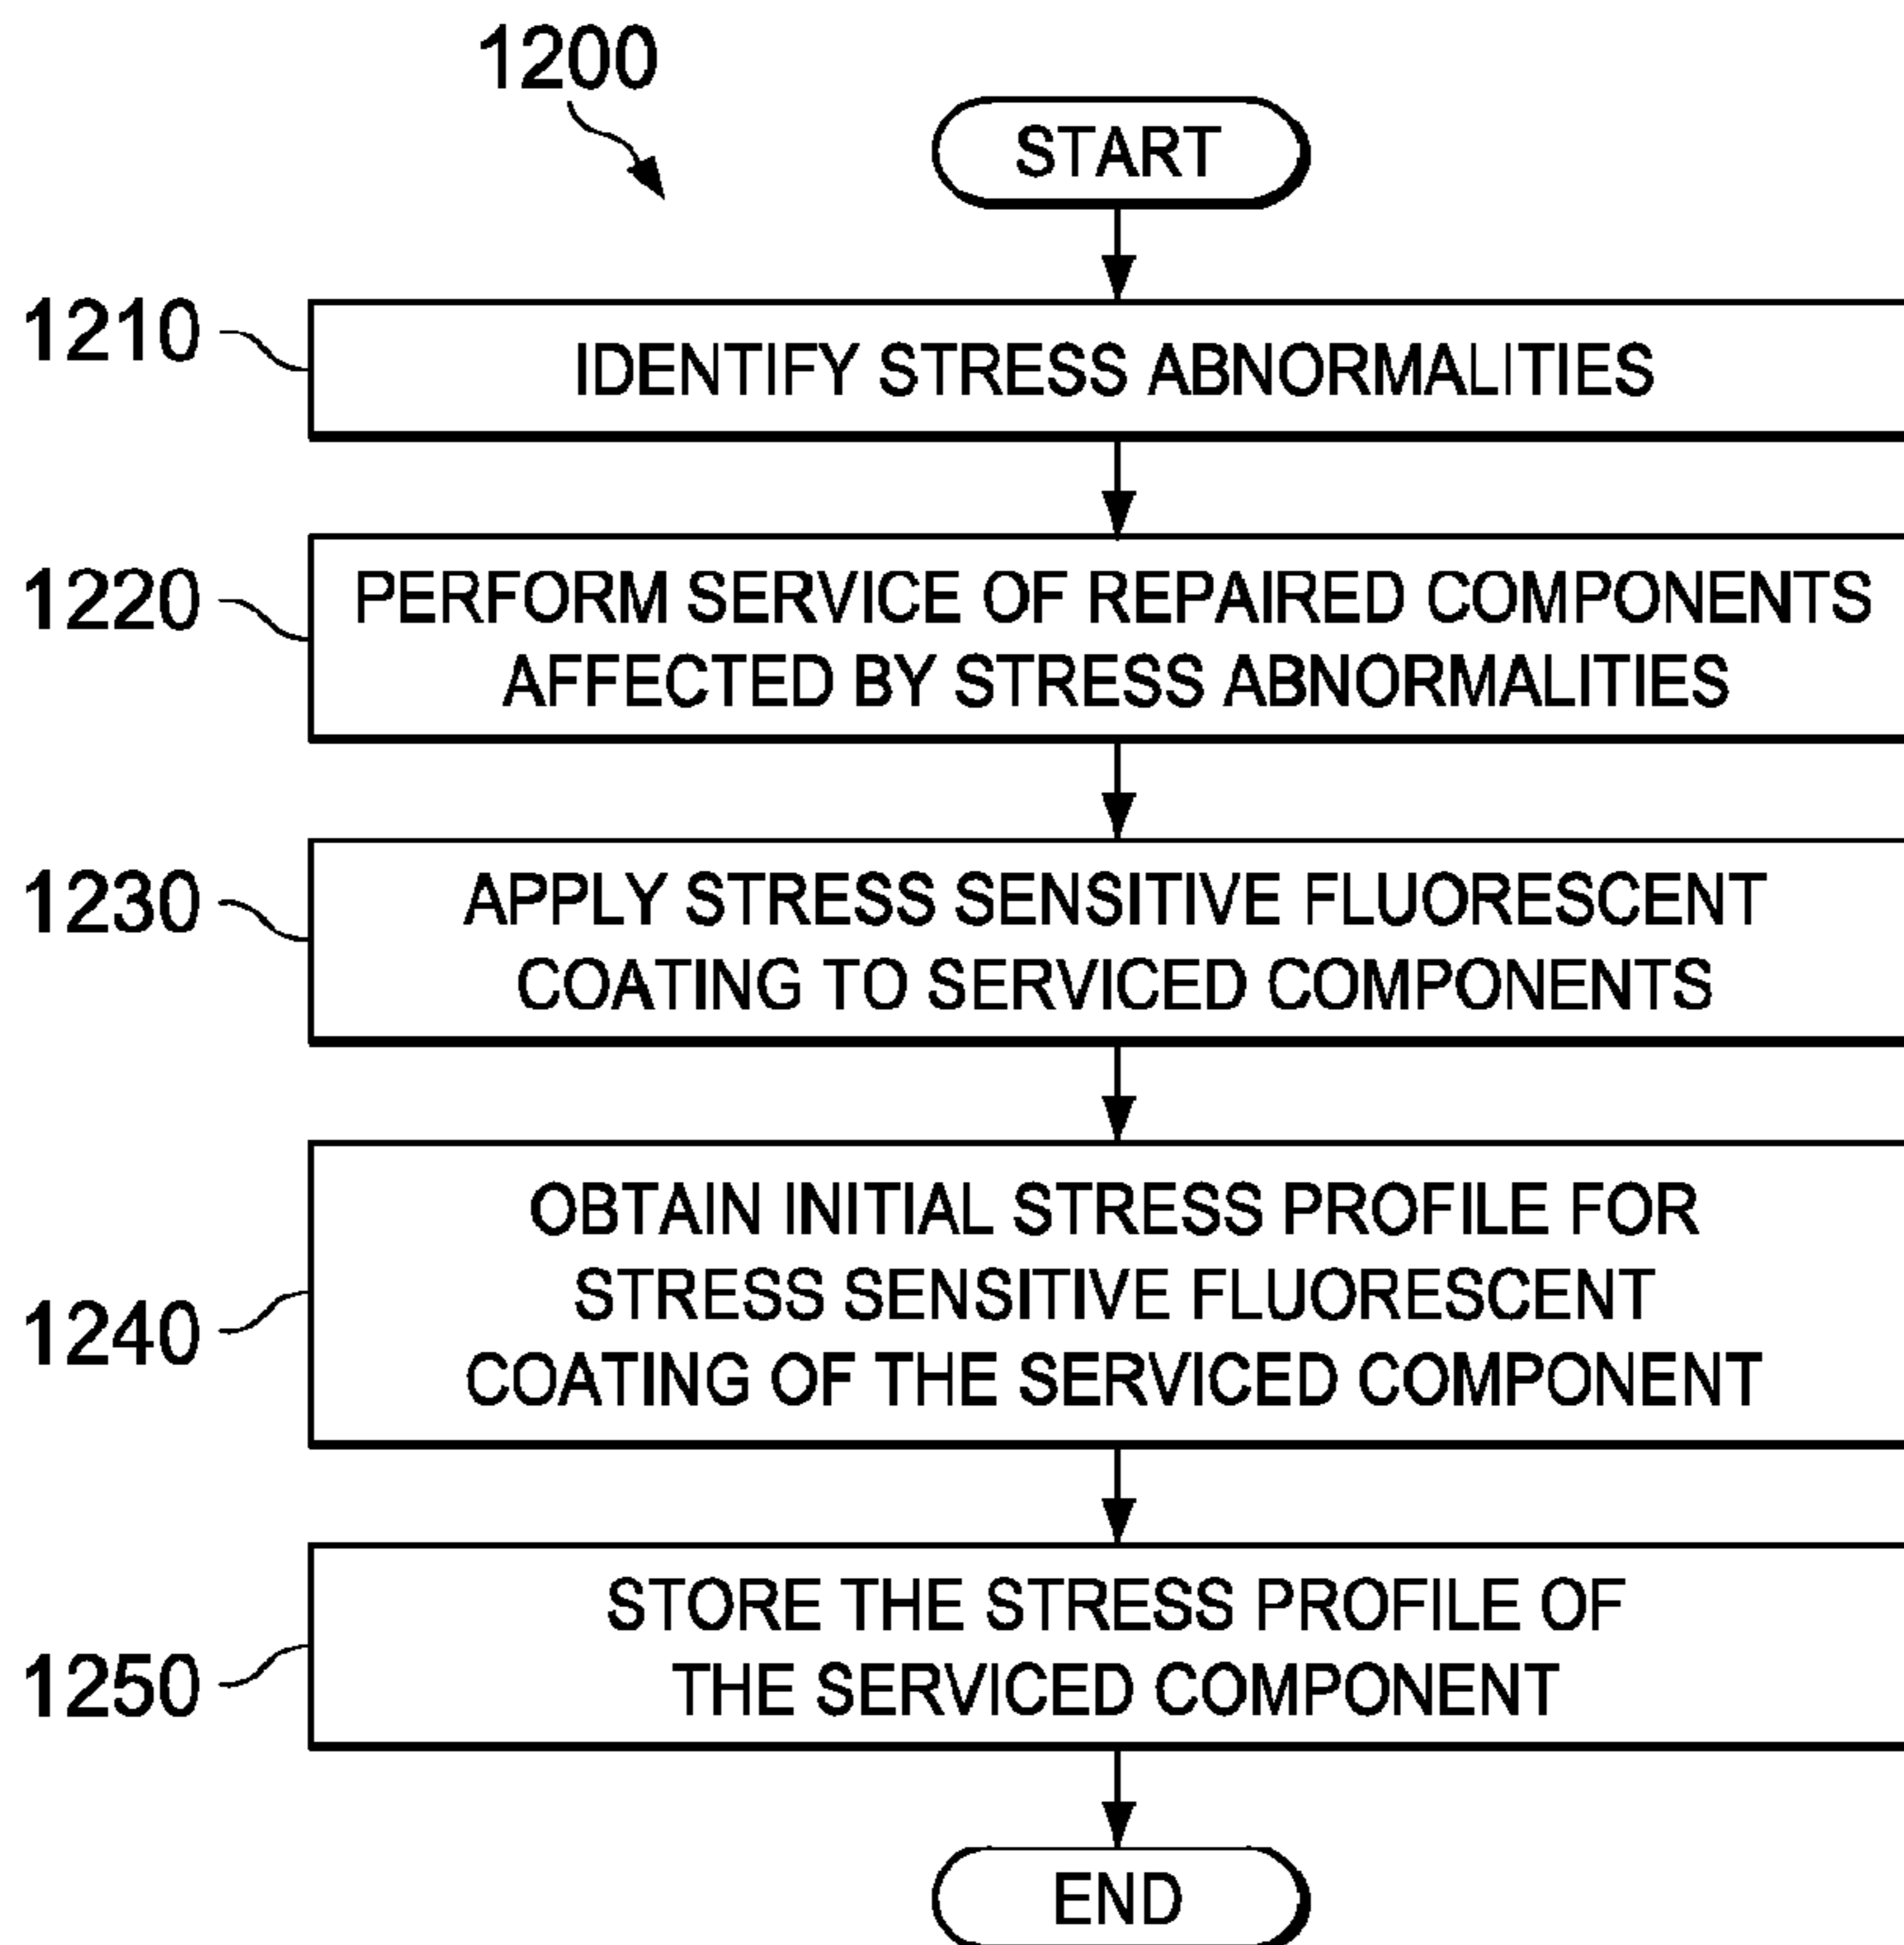 1200
START
1210
IDENTIFY STRESS ABNORMALITIES
1220
PERFORM SERVICE OF REPAIRED COMPONENTS
AFFECTED BY STRESS ABNORMALITIES
1230
APPLY STRESS SENSITIVE FLUORESCENT
COATING TO SERVICED COMPONENTS
1240
OBTAIN INITIAL STRESS PROFILE FOR
STRESS SENSITIVE FLUORESCENT
COATING OF THE SERVICED COMPONENT
1250
STORE THE STRESS PROFILE OF
THE SERVICED COMPONENT
END